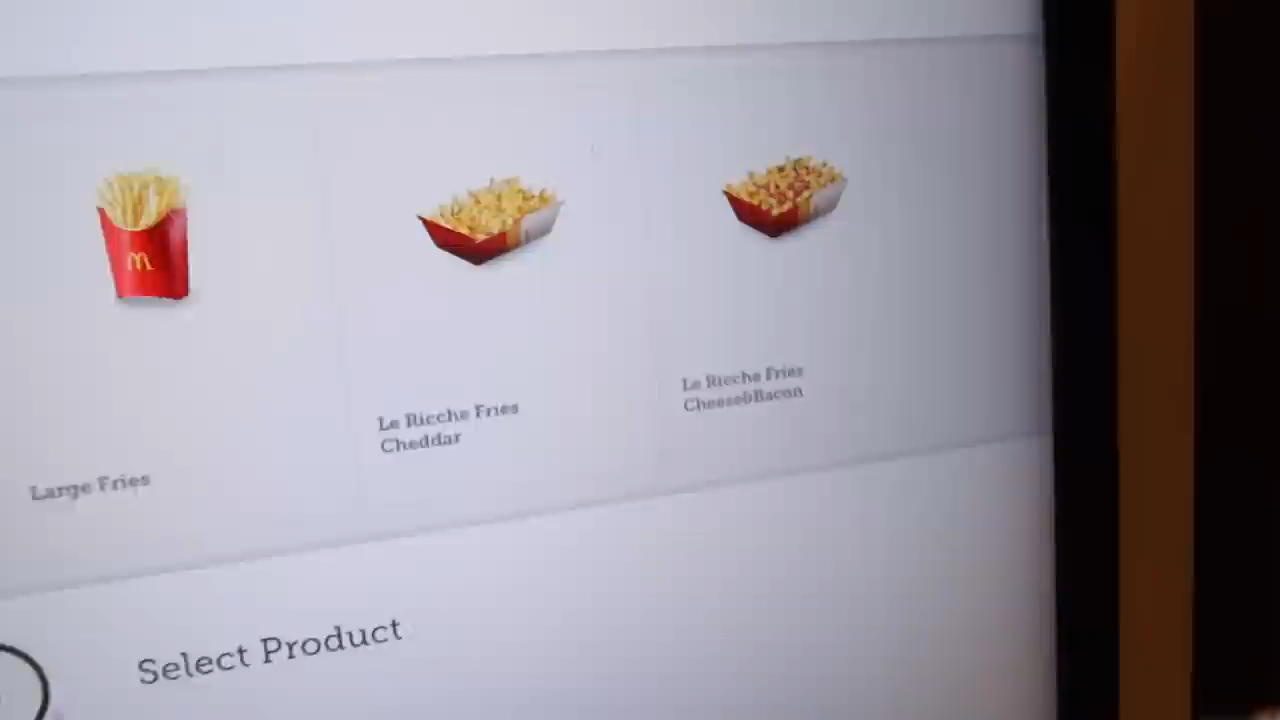 Large Fries
Le Ricche Fries
Cheddar
Le Ricche Fries
Cheese&Bacon
Select Product